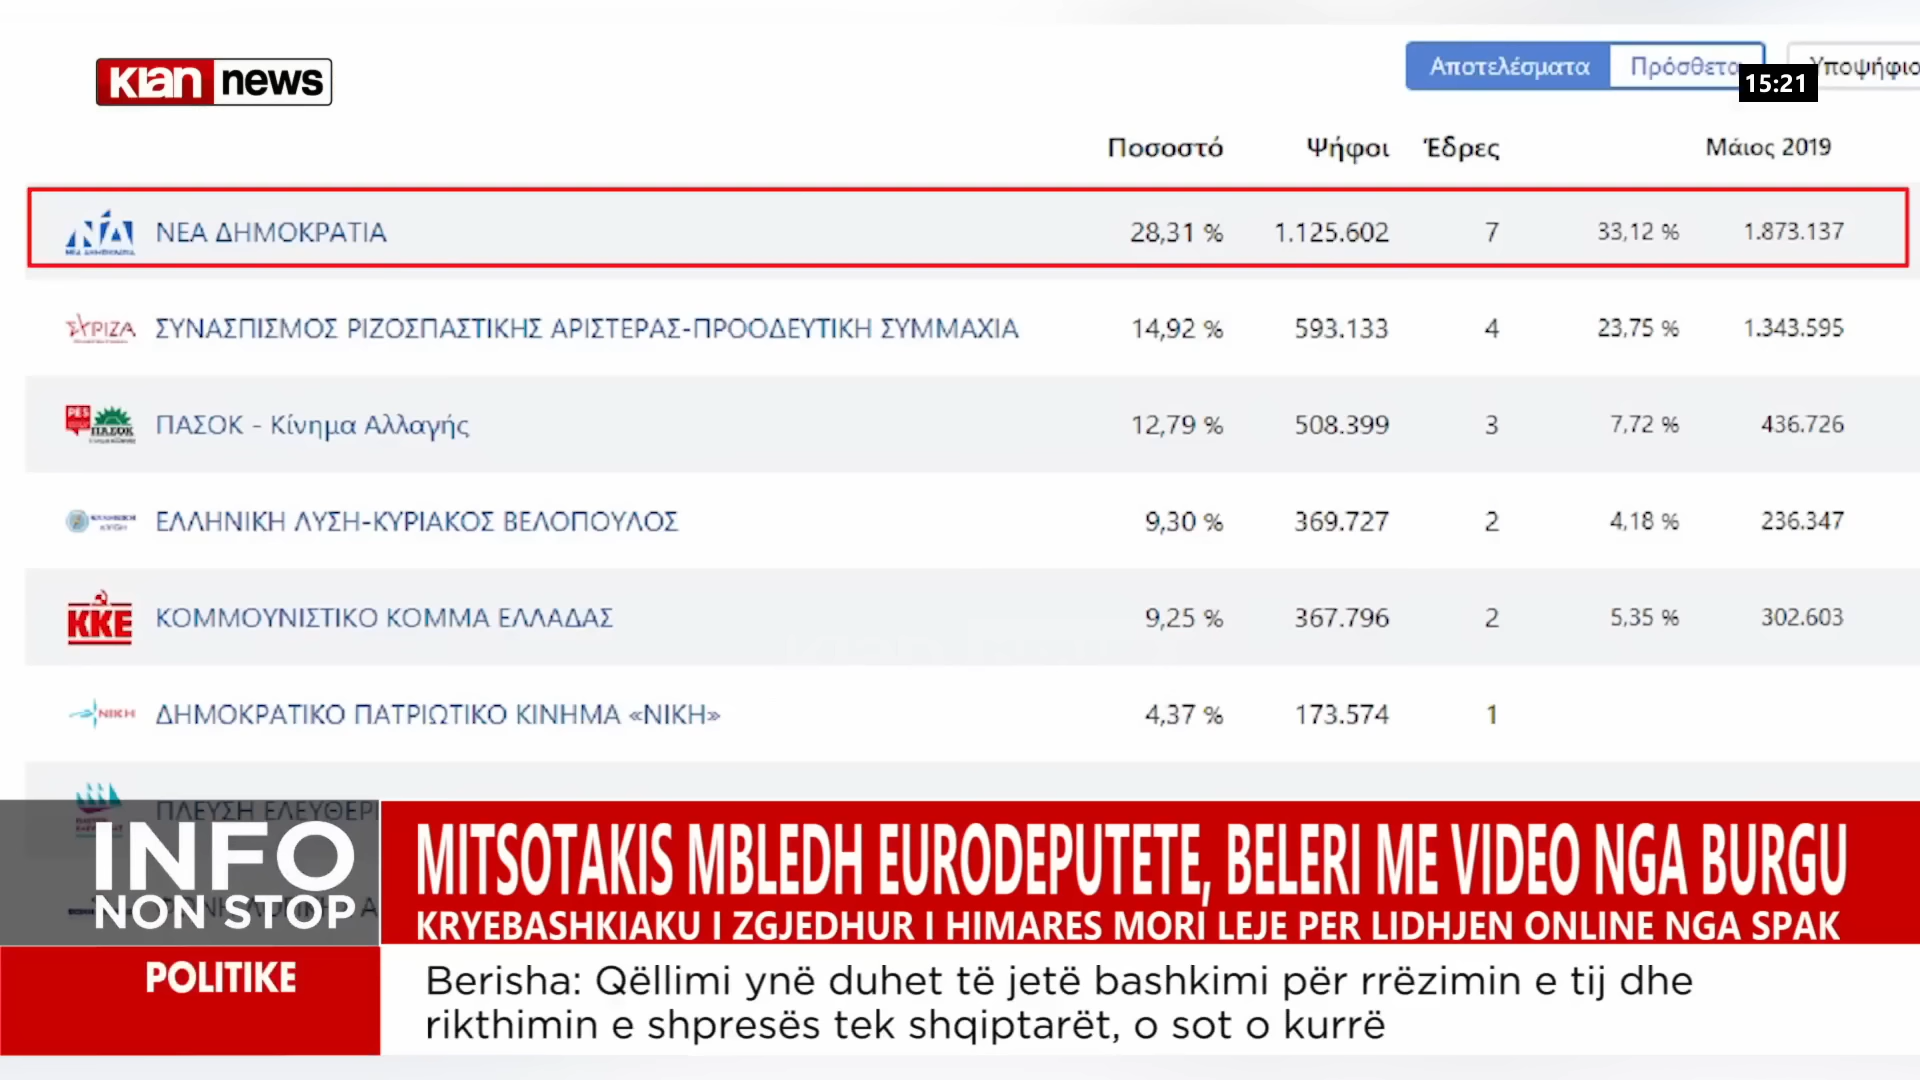 klan news
Αποτελέσματα Πρόσθετα Υποψήφιο
15:21
Ποσοστό Ψήφοι Έδρες Μάιος 2019
ΝΕΑ ΔΗΜΟΚΡΑΤΙΑ 28,31 % 1.125.602 7 33,12 % 1.873.137
ΣΥΡΙΖΑ ΣΥΝΑΣΠΙΣΜΟΣ ΡΙΖΟΣΠΑΣΤΙΚΗΣ ΑΡΙΣΤΕΡΑΣ-ΠΡΟΟΔΕΥΤΙΚΗ ΣΥΜΜΑΧΙΑ 14,92 % 593.133 4 23,75 % 1.343.595
PES ΠΑΣΟΚ ΠΑΣΟΚ - Κίνημα Αλλαγής 12,79 % 508.399 3 7,72 % 436.726
ΕΛΛΗΝΙΚΗ ΛΥΣΗ-ΚΥΡΙΑΚΟΣ ΒΕΛΟΠΟΥΛΟΣ 9,30 % 369.727 2 4,18 % 236.347
ΚΚΕ ΚΟΜΜΟΥΝΙΣΤΙΚΟ ΚΟΜΜΑ ΕΛΛΑΔΑΣ 9,25 % 367.796 2 5,35 % 302.603
ΝΙΚΗ ΔΗΜΟΚΡΑΤΙΚΟ ΠΑΤΡΙΩΤΙΚΟ ΚΙΝΗΜΑ «ΝΙΚΗ» 4,37 % 173.574 1
ΠΛΕΥΣΗ ΕΛΕΥΘΕΡΙ
INFO
NON STOP
MITSOTAKIS MBLEDH EURODEPUTETE, BELERI ME VIDEO NGA BURGU
KRYEBASHKIAKU I ZGJEDHUR I HIMARES MORI LEJE PER LIDHJEN ONLINE NGA SPAK
POLITIKE
Berisha: Qëllimi ynë duhet të jetë bashkimi për rrëzimin e tij dhe
rikthimin e shpresës tek shqiptarët, o sot o kurrë